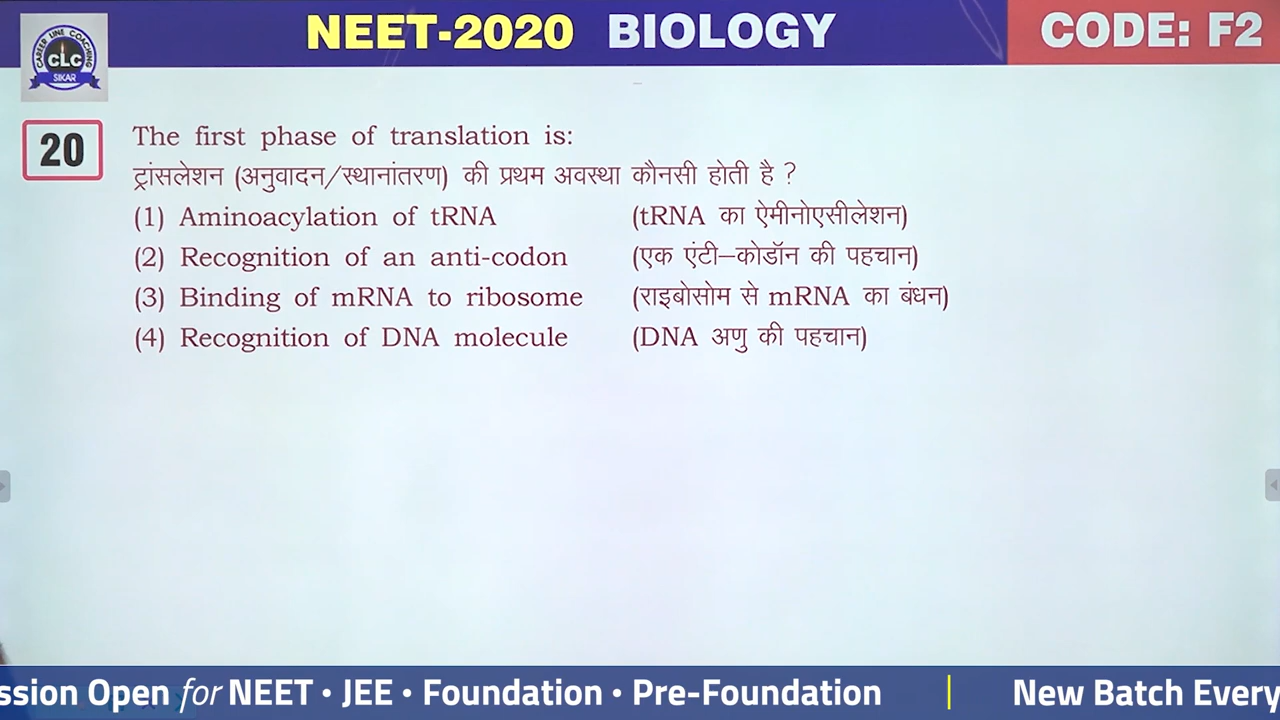 NEET-2020 BIOLOGY
CODE: F2
CAREER LINE COACHING
CLC
SIKAR
20
The first phase of translation is:
ट्रांसलेशन (अनुवादन/स्थानांतरण) की प्रथम अवस्था कौनसी होती है ?
(1) Aminoacylation of tRNA (tRNA का ऐमीनोएसीलेशन)
(2) Recognition of an anti-codon (एक एंटी–कोडॉन की पहचान)
(3) Binding of mRNA to ribosome (राइबोसोम से mRNA का बंधन)
(4) Recognition of DNA molecule (DNA अणु की पहचान)
ssion Open for NEET • JEE • Foundation • Pre-Foundation | New Batch Every